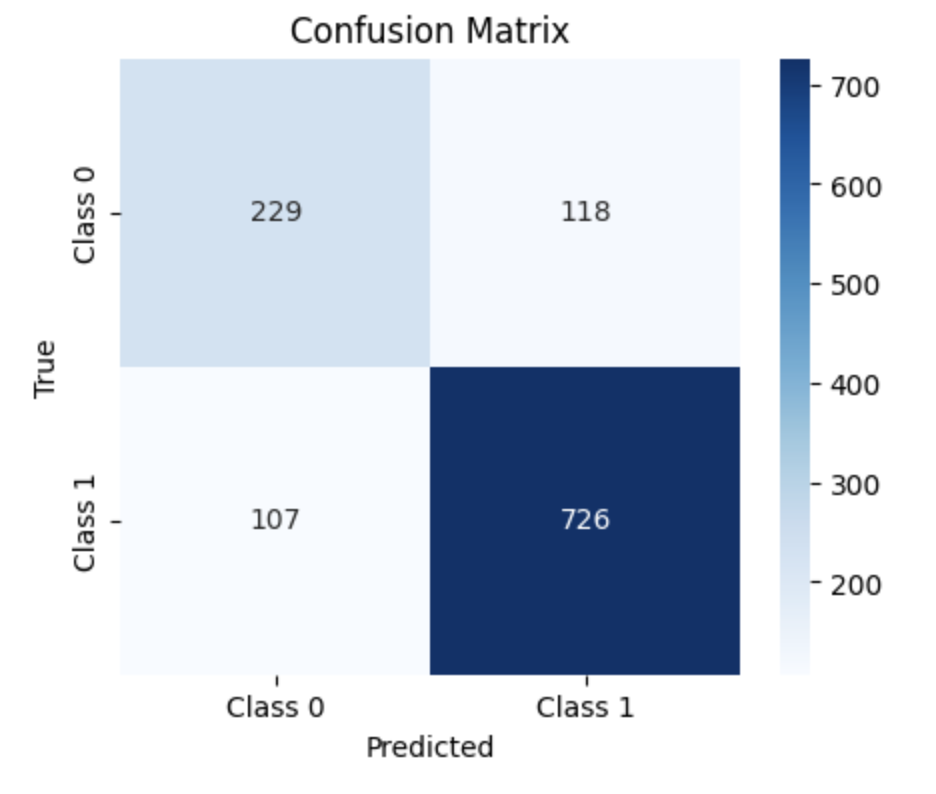 Confusion Matrix
True
Class 0
229
118
Class 1
107
726
Class 0
Class 1
Predicted
700
600
500
400
300
200